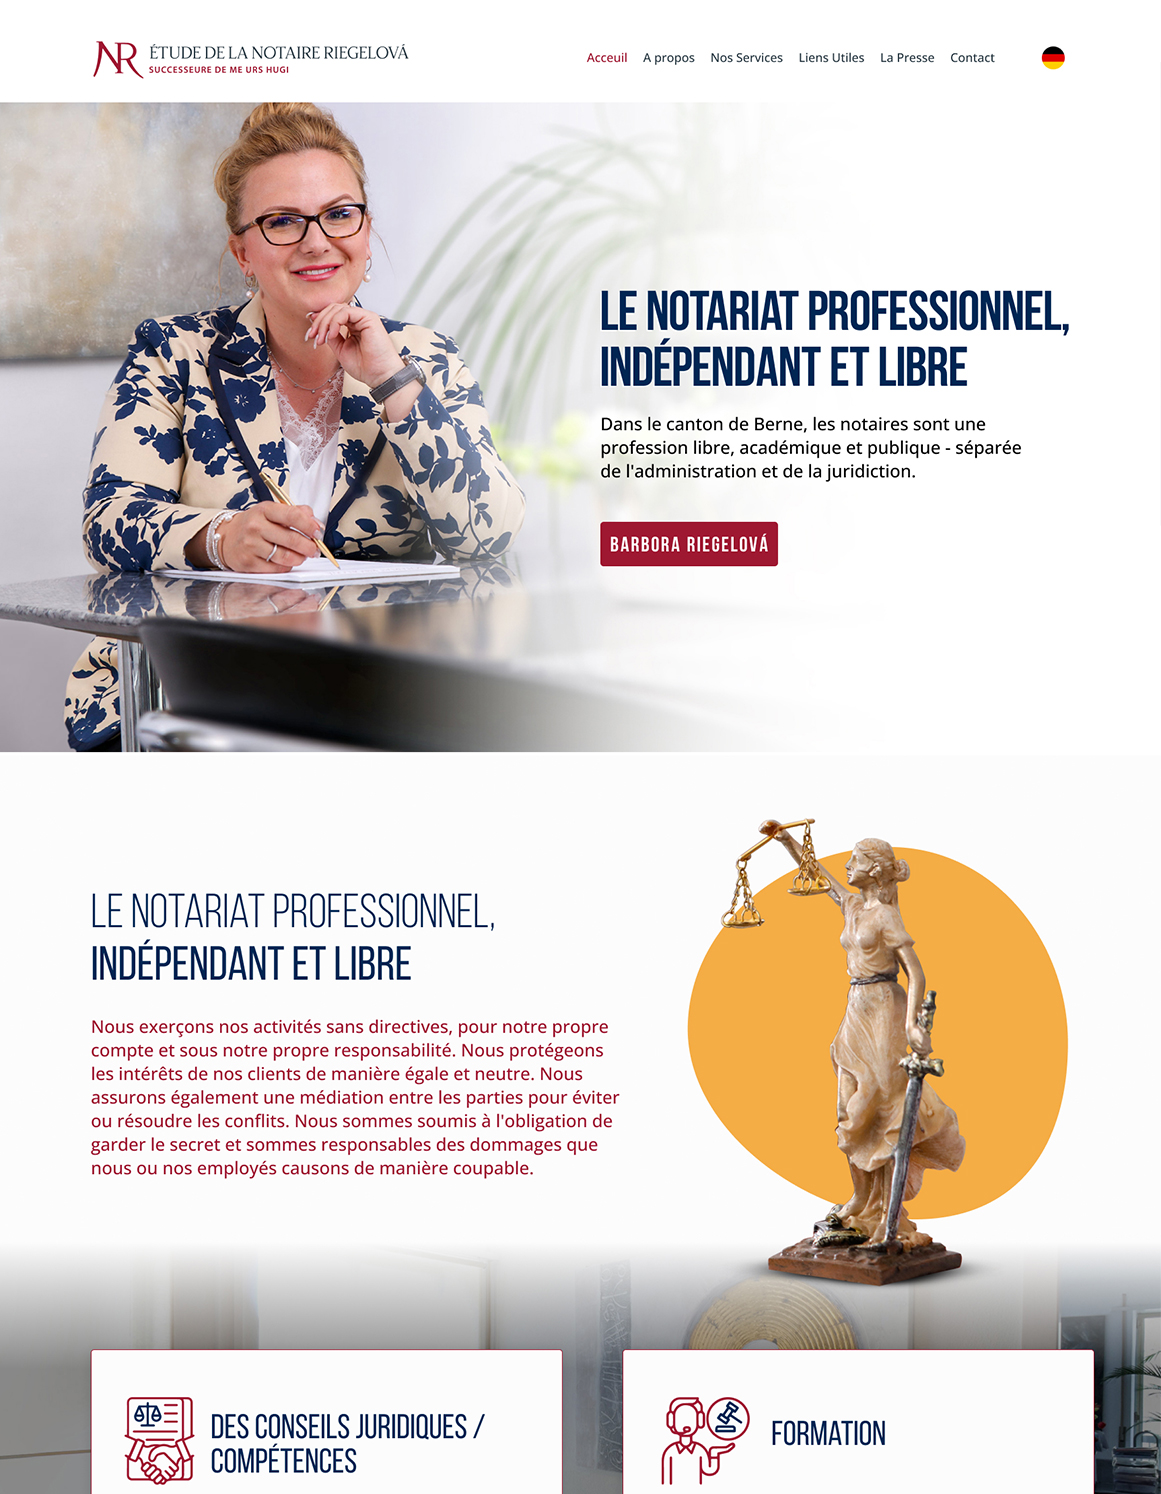 NR
ÉTUDE DE LA NOTAIRE RIEGELOVÁ
SUCCESSEURE DE ME URS HUGI
Acceuil A propos Nos Services Liens Utiles La Presse Contact
LE NOTARIAT PROFESSIONNEL,
INDÉPENDANT ET LIBRE
Dans le canton de Berne, les notaires sont une
profession libre, académique et publique - séparée
de l'administration et de la juridiction.
BARBORA RIEGELOVÁ
LE NOTARIAT PROFESSIONNEL,
INDÉPENDANT ET LIBRE
Nous exerçons nos activités sans directives, pour notre propre
compte et sous notre propre responsabilité. Nous protégeons
les intérêts de nos clients de manière égale et neutre. Nous
assurons également une médiation entre les parties pour éviter
ou résoudre les conflits. Nous sommes soumis à l'obligation de
garder le secret et sommes responsables des dommages que
nous ou nos employés causons de manière coupable.
DES CONSEILS JURIDIQUES /
COMPÉTENCES
FORMATION